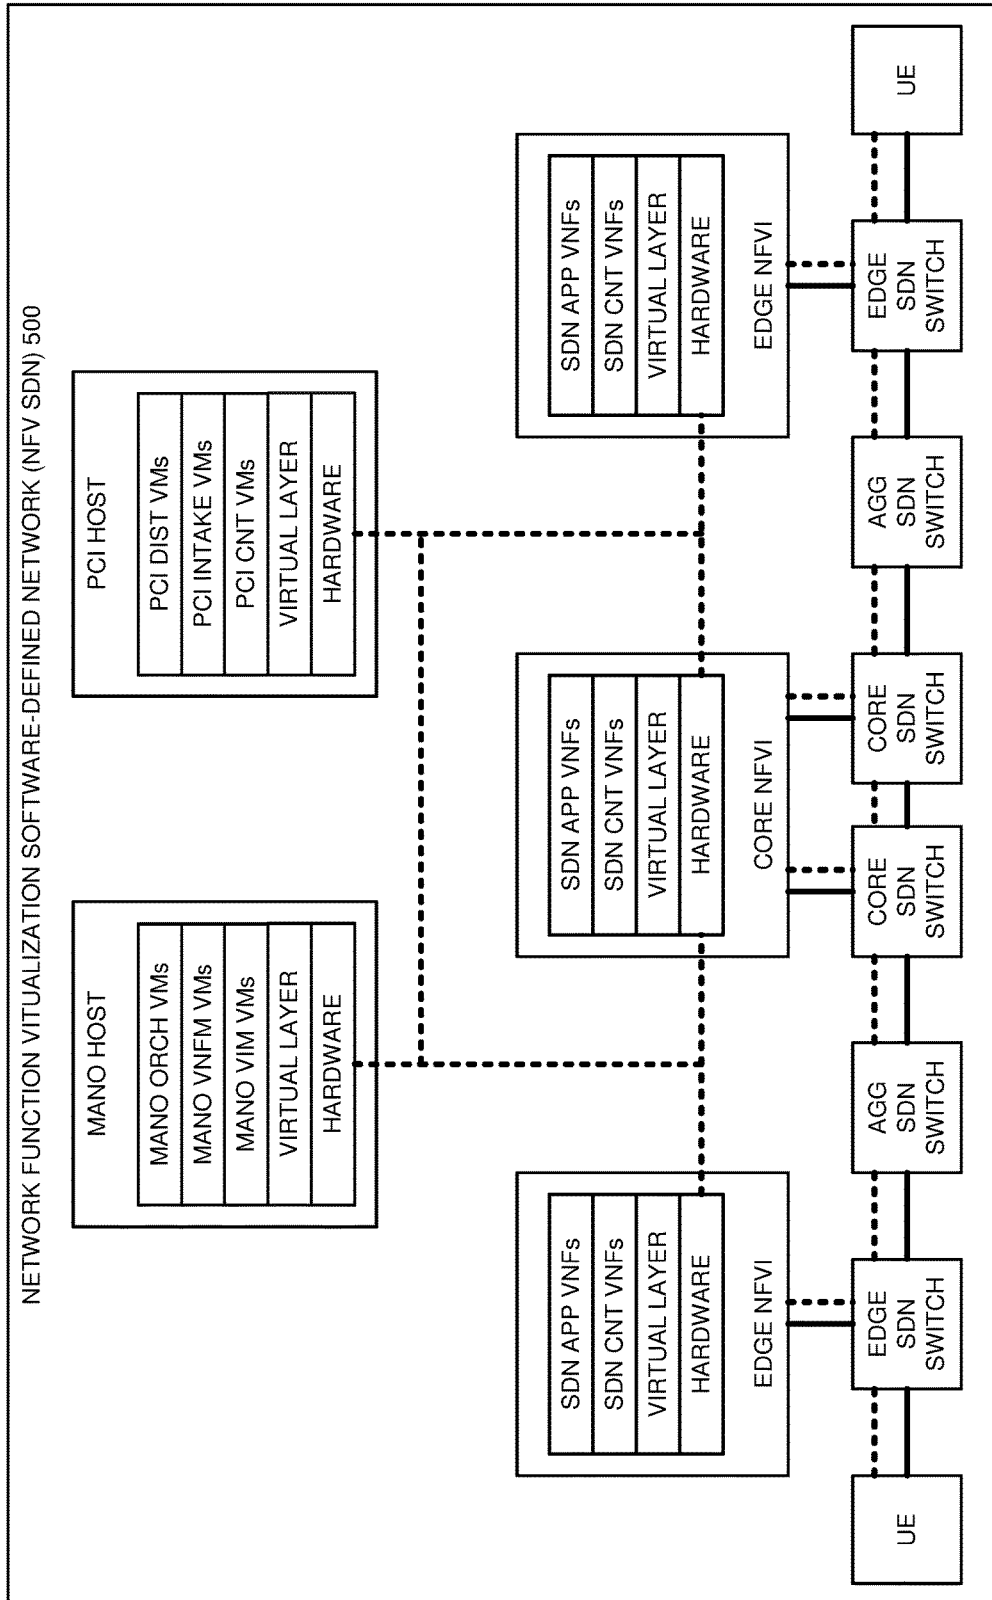 NETWORK FUNCTION VITUALIZATION SOFTWARE-DEFINED NETWORK (NFV SDN) 500
MANO HOST
MANO ORCH VMs
MANO VNFM VMs
MANO VIM VMs
VIRTUAL LAYER
HARDWARE
PCI HOST
PCI DIST VMs
PCI INTAKE VMs
PCI CNT VMs
VIRTUAL LAYER
HARDWARE
SDN APP VNFs
SDN CNT VNFs
VIRTUAL LAYER
HARDWARE
EDGE NFVI
SDN APP VNFs
SDN CNT VNFs
VIRTUAL LAYER
HARDWARE
CORE NFVI
SDN APP VNFs
SDN CNT VNFs
VIRTUAL LAYER
HARDWARE
EDGE NFVI
UE
EDGE
SDN
SWITCH
AGG
SDN
SWITCH
CORE
SDN
SWITCH
CORE
SDN
SWITCH
AGG
SDN
SWITCH
EDGE
SDN
SWITCH
UE